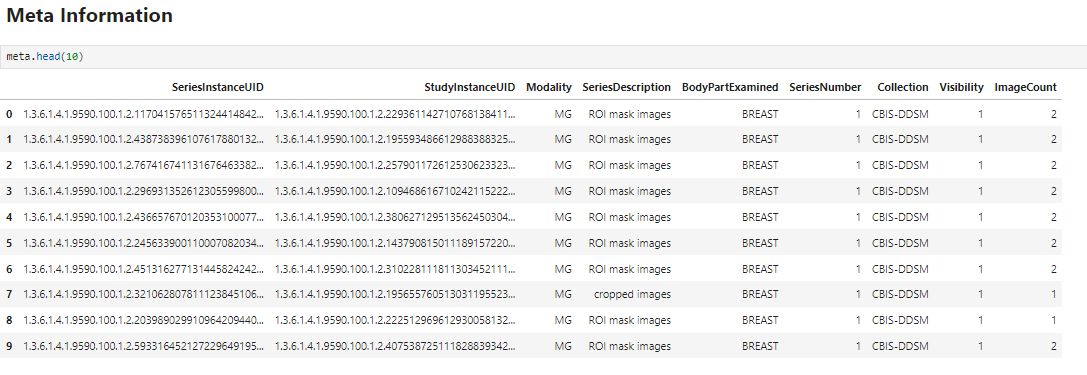 Meta Information
meta.head(10)
SeriesInstanceUID StudyInstanceUID Modality SeriesDescription BodyPartExamined SeriesNumber Collection Visibility ImageCount
0 1.3.6.1.4.1.9590.100.1.2.117041576511324414842... 1.3.6.1.4.1.9590.100.1.2.229361142710768138411... MG ROI mask images BREAST 1 CBIS-DDSM 1 2
1 1.3.6.1.4.1.9590.100.1.2.438738396107617880132... 1.3.6.1.4.1.9590.100.1.2.195593486612988388325... MG ROI mask images BREAST 1 CBIS-DDSM 1 2
2 1.3.6.1.4.1.9590.100.1.2.767416741131676463382... 1.3.6.1.4.1.9590.100.1.2.257901172612530623323... MG ROI mask images BREAST 1 CBIS-DDSM 1 2
3 1.3.6.1.4.1.9590.100.1.2.296931352612305599800... 1.3.6.1.4.1.9590.100.1.2.109468616710242115222... MG ROI mask images BREAST 1 CBIS-DDSM 1 2
4 1.3.6.1.4.1.9590.100.1.2.436657670120353100077... 1.3.6.1.4.1.9590.100.1.2.380627129513562450304... MG ROI mask images BREAST 1 CBIS-DDSM 1 2
5 1.3.6.1.4.1.9590.100.1.2.245633900110007082034... 1.3.6.1.4.1.9590.100.1.2.143790815011189157220... MG ROI mask images BREAST 1 CBIS-DDSM 1 2
6 1.3.6.1.4.1.9590.100.1.2.451316277131445824242... 1.3.6.1.4.1.9590.100.1.2.310228111811303452111... MG ROI mask images BREAST 1 CBIS-DDSM 1 2
7 1.3.6.1.4.1.9590.100.1.2.321062807811123845106... 1.3.6.1.4.1.9590.100.1.2.195655760513031195523... MG cropped images BREAST 1 CBIS-DDSM 1 1
8 1.3.6.1.4.1.9590.100.1.2.203989029910964209440... 1.3.6.1.4.1.9590.100.1.2.222512969612930058132... MG ROI mask images BREAST 1 CBIS-DDSM 1 1
9 1.3.6.1.4.1.9590.100.1.2.593316452127229649195... 1.3.6.1.4.1.9590.100.1.2.407538725111828839342... MG ROI mask images BREAST 1 CBIS-DDSM 1 2